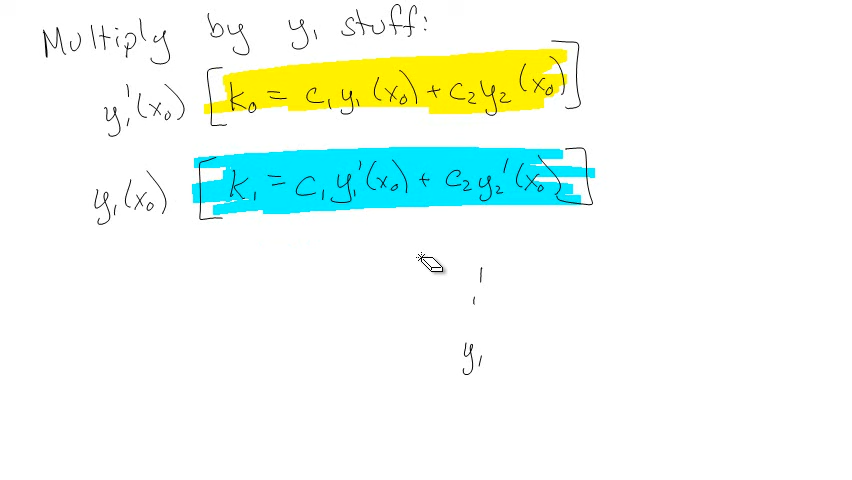 Multiply by y₁ stuff:
y₁'(x₀) [k₀ = c₁y₁(x₀) + c₂y₂(x₀)]
y₁(x₀) [k₁ = c₁y₁'(x₀) + c₂y₂'(x₀)]
y₁